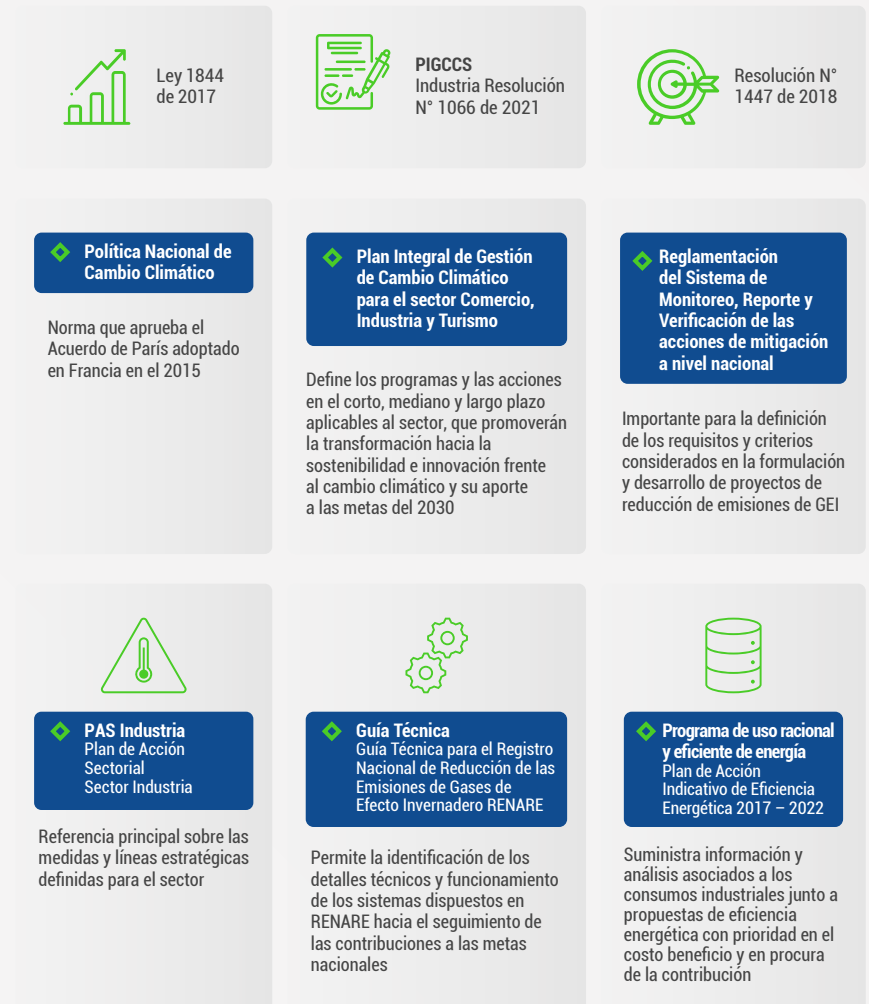 Ley 1844
de 2017
PIGCCS
Industria Resolución
N° 1066 de 2021
Resolución N°
1447 de 2018
Política Nacional de
Cambio Climático
Norma que aprueba el
Acuerdo de París adoptado
en Francia en el 2015
Plan Integral de Gestión
de Cambio Climático
para el sector Comercio,
Industria y Turismo
Define los programas y las acciones
en el corto, mediano y largo plazo
aplicables al sector, que promoverán
la transformación hacia la
sostenibilidad e innovación frente
al cambio climático y su aporte
a las metas del 2030
Reglamentación
del Sistema de
Monitoreo, Reporte y
Verificación de las
acciones de mitigación
a nivel nacional
Importante para la definición
de los requisitos y criterios
considerados en la formulación
y desarrollo de proyectos de
reducción de emisiones de GEI
PAS Industria
Plan de Acción
Sectorial
Sector Industria
Referencia principal sobre las
medidas y líneas estratégicas
definidas para el sector
Guía Técnica
Guía Técnica para el Registro
Nacional de Reducción de las
Emisiones de Gases de
Efecto Invernadero RENARE
Permite la identificación de los
detalles técnicos y funcionamiento
de los sistemas dispuestos en
RENARE hacia el seguimiento de
las contribuciones a las metas
nacionales
Programa de uso racional
y eficiente de energía
Plan de Acción
Indicativo de Eficiencia
Energética 2017 – 2022
Suministra información y
análisis asociados a los
consumos industriales junto a
propuestas de eficiencia
energética con prioridad en el
costo beneficio y en procura
de la contribución